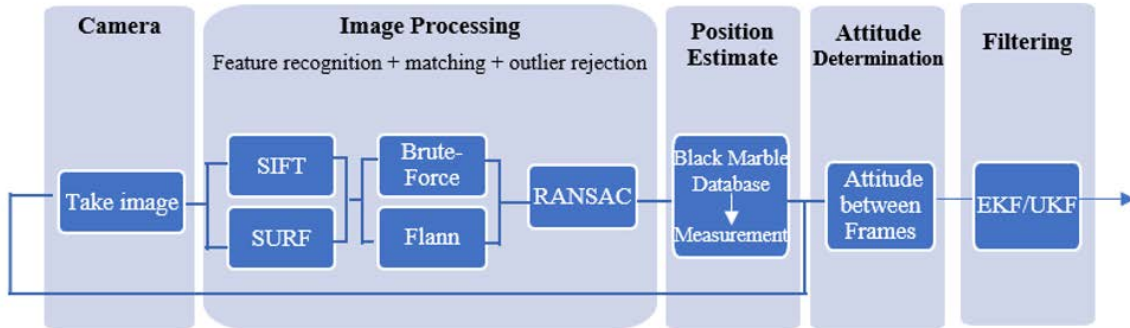 Camera
Image Processing
Feature recognition + matching + outlier rejection
Position
Estimate
Attitude
Determination
Filtering
Take image
SIFT
SURF
Brute-
Force
Flann
RANSAC
Black Marble
Database
Measurement
Attitude
between
Frames
EKF/UKF